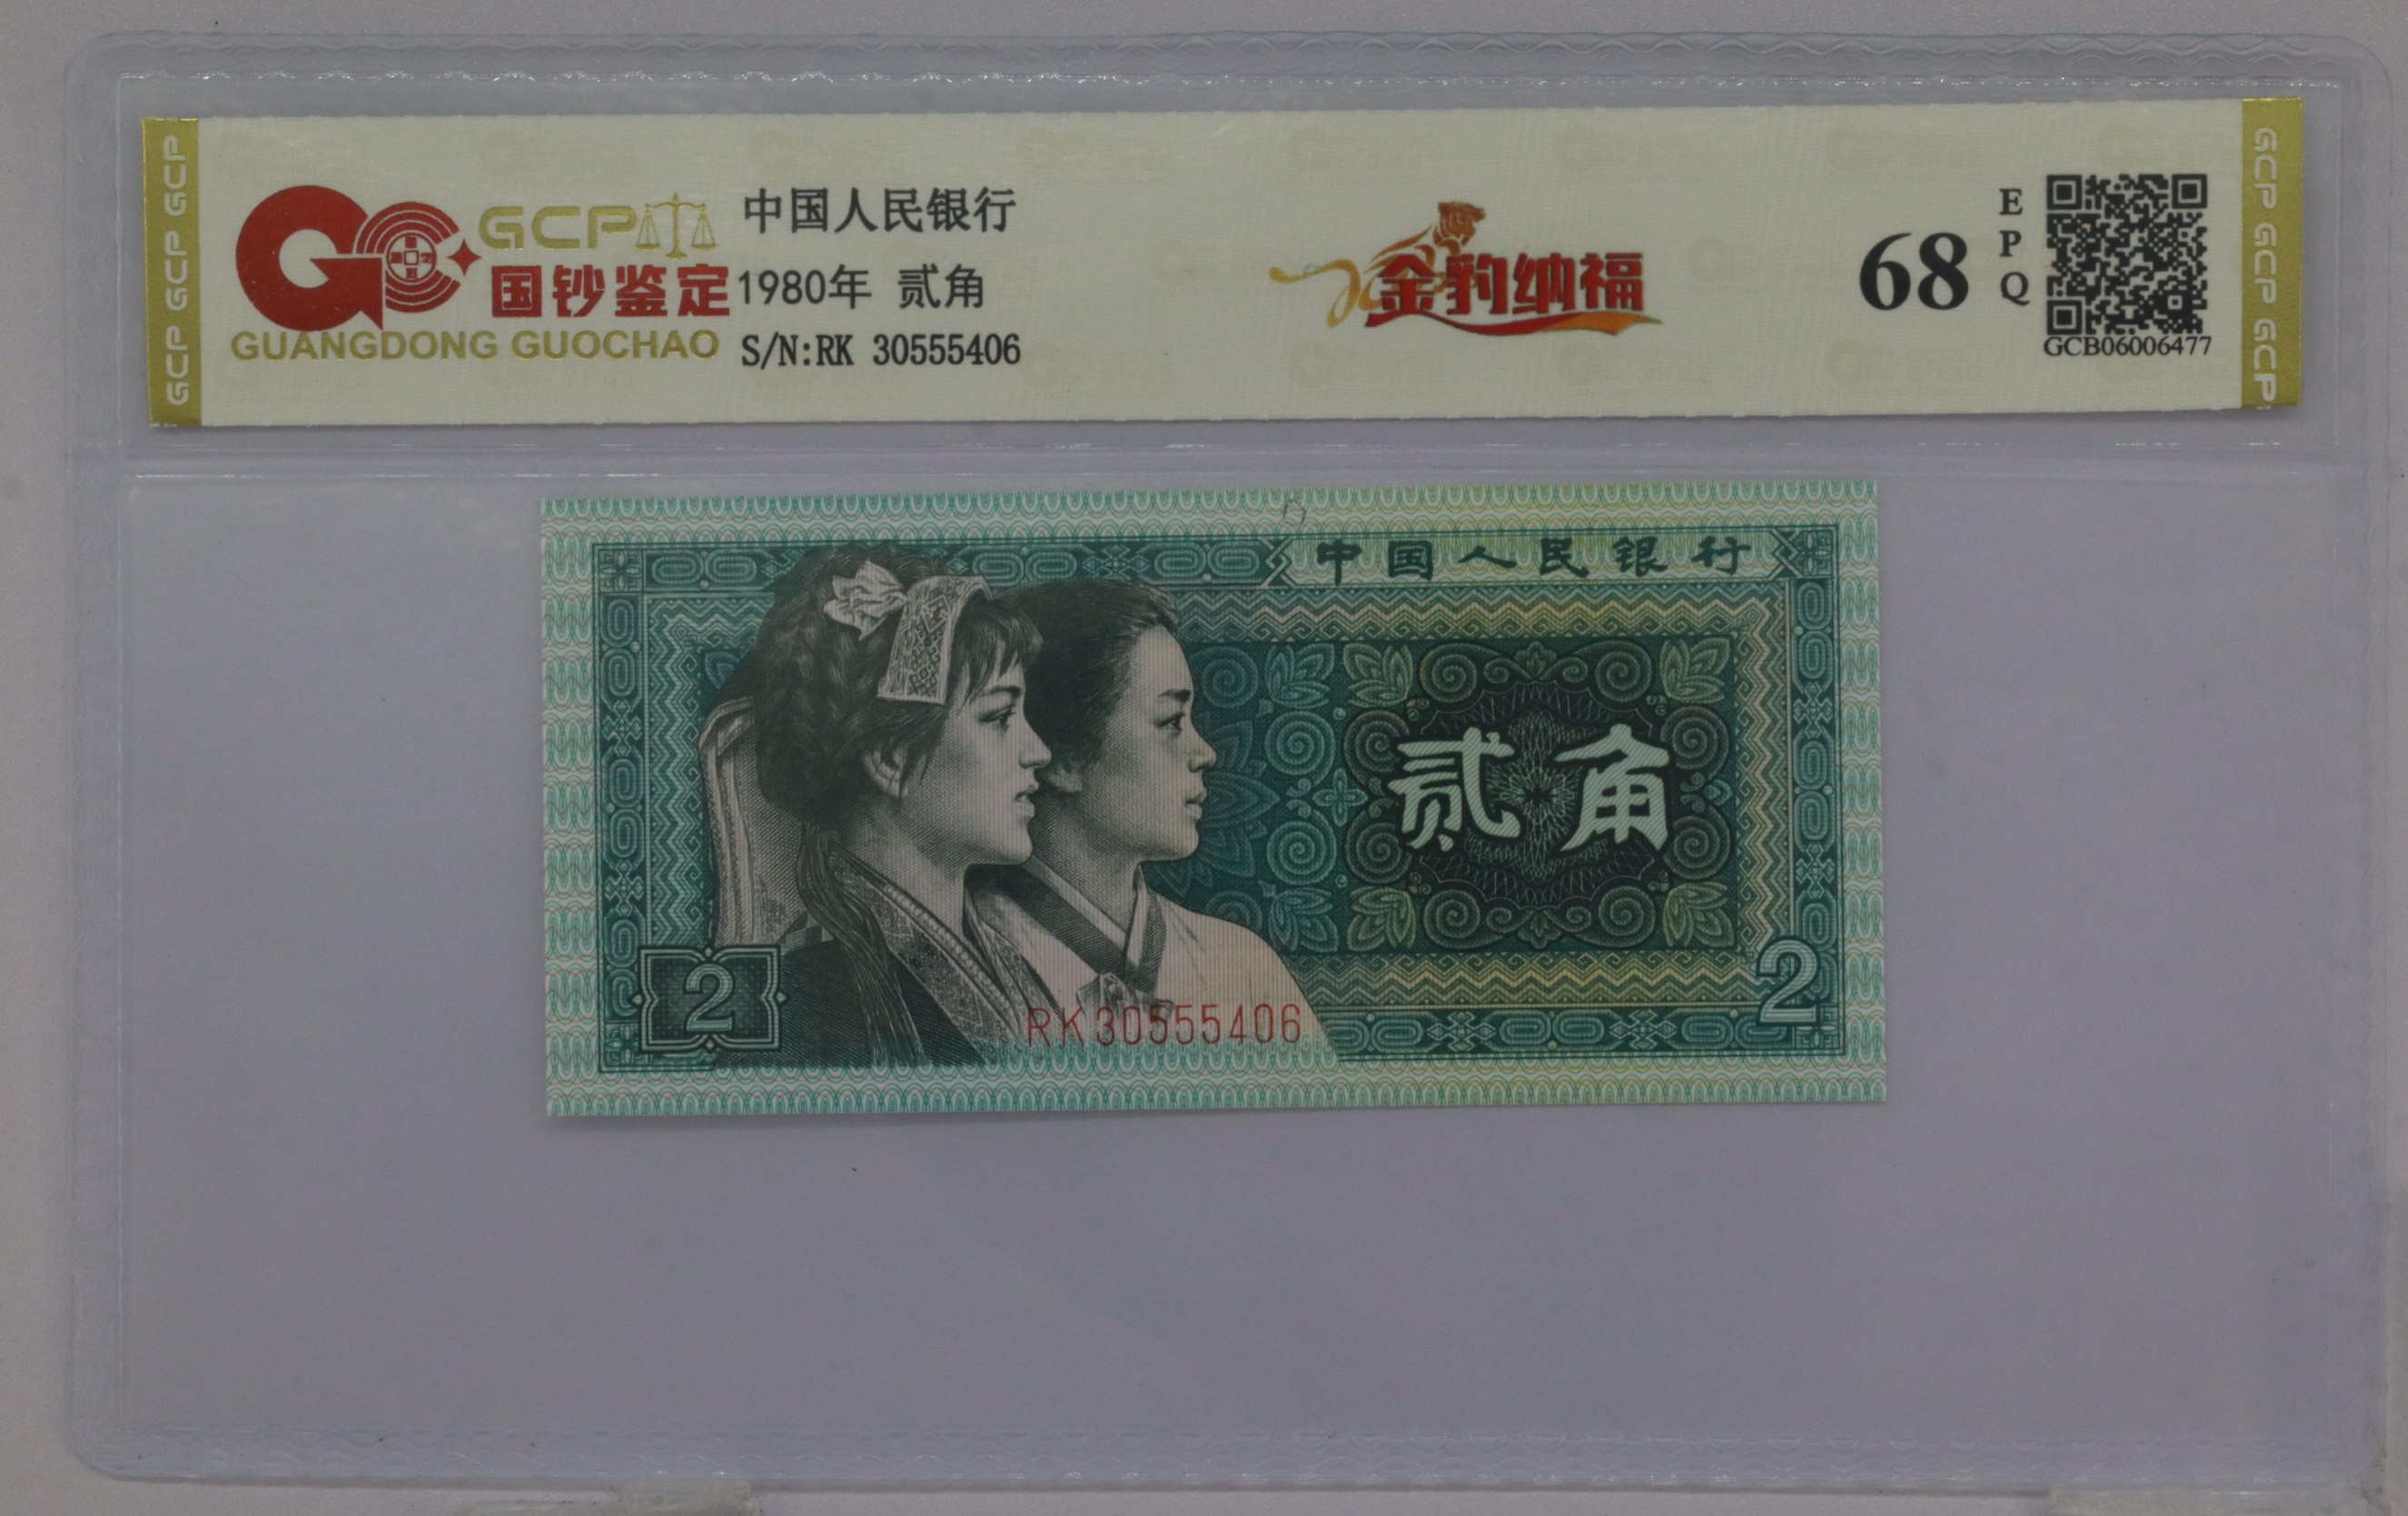 GCP GCP GCP
GCP
国钞鉴定
GUANGDONG GUOCHAO
中国人民银行
1980年 贰角
S/N:RK 30555406
金豹纳福
68
EPQ
GCB06006477
GCP GCP GCP
中国人民银行
贰角
2
2
RK30555406